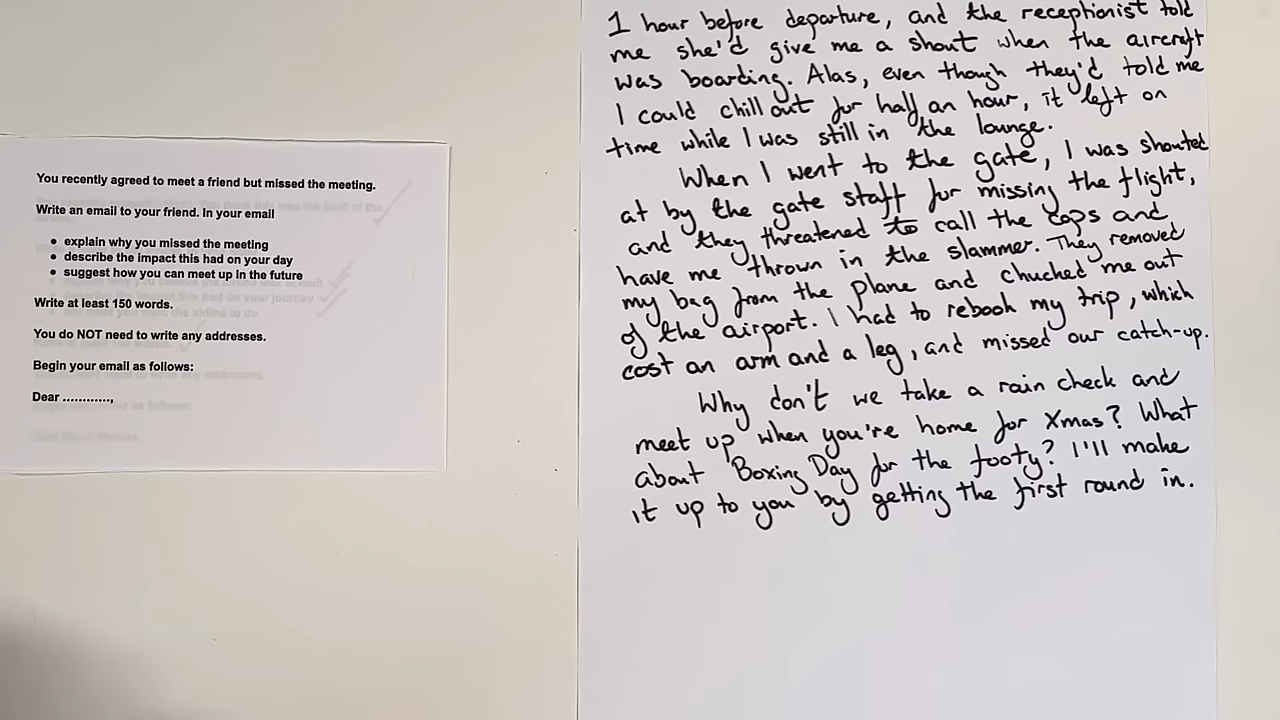 You recently agreed to meet a friend but missed the meeting.
Write an email to your friend. In your email
• explain why you missed the meeting
• describe the impact this had on your day
• suggest how you can meet up in the future
Write at least 150 words.
You do NOT need to write any addresses.
Begin your email as follows:
Dear ............,
1 hour before departure, and the receptionist told
me she'd give me a shout when the aircraft
was boarding. Alas, even though they'd told me
I could chill out for half an hour, it left on
time while I was still in the lounge.
When I went to the gate, I was shouted
at by the gate staff for missing the flight,
and they threatened to call the cops and
have me thrown in the slammer. They removed
my bag from the plane and chucked me out
of the airport. I had to rebook my trip, which
cost an arm and a leg, and missed our catch-up.
Why don't we take a rain check and
meet up when you're home for Xmas? What
about Boxing Day for the footy? I'll make
it up to you by getting the first round in.